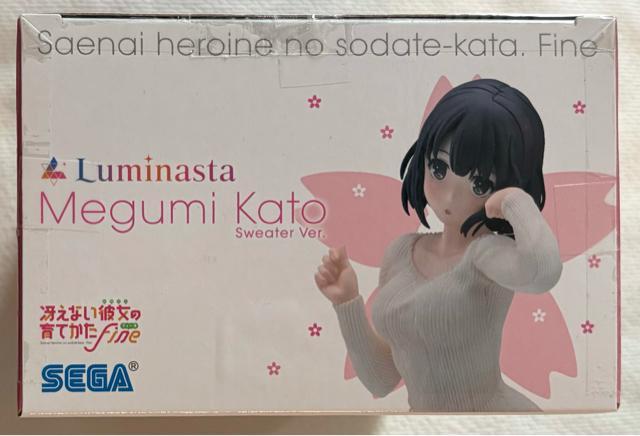 Saenai heroine no sodate-kata. Fine
Luminasta
Megumi Kato
Sweater Ver.
冴えない彼女の
育てかた fine
SEGA®